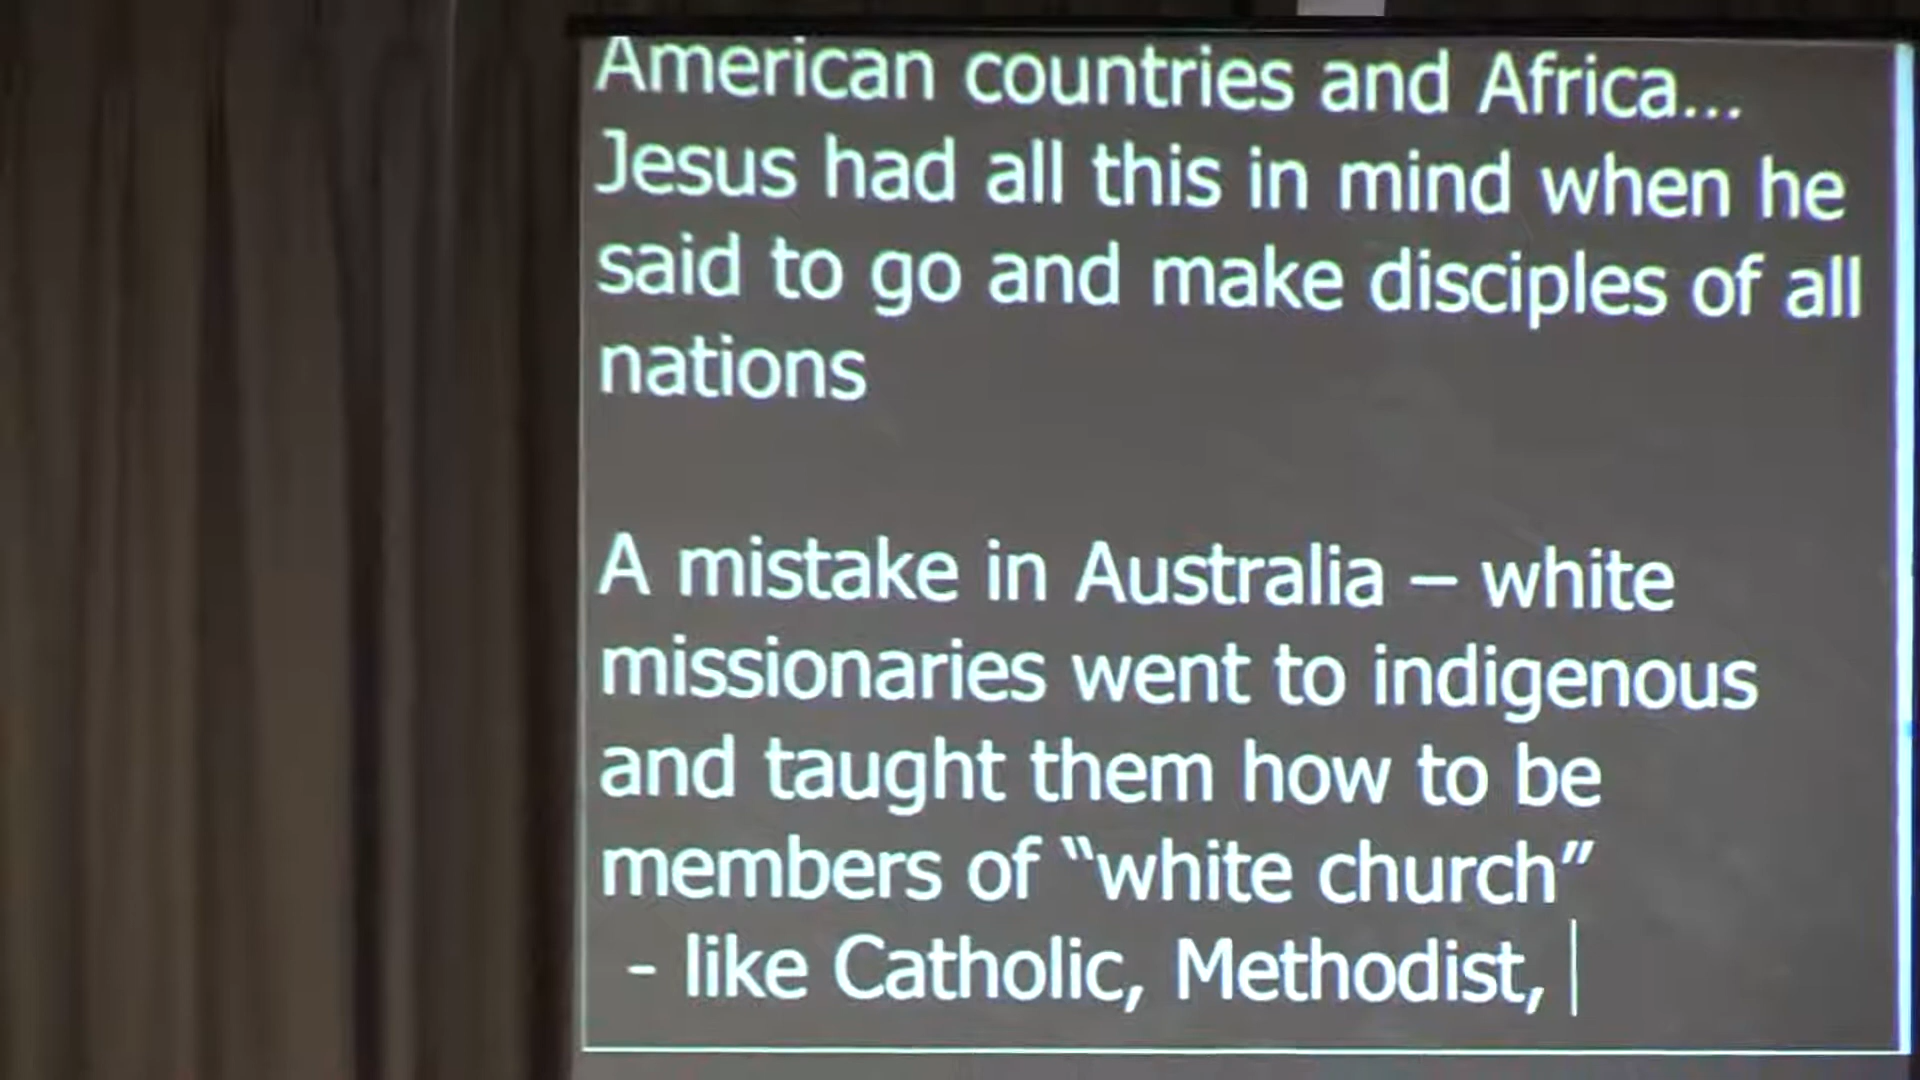 American countries and Africa...
Jesus had all this in mind when he
said to go and make disciples of all
nations
A mistake in Australia – white
missionaries went to indigenous
and taught them how to be
members of “white church”
- like Catholic, Methodist,